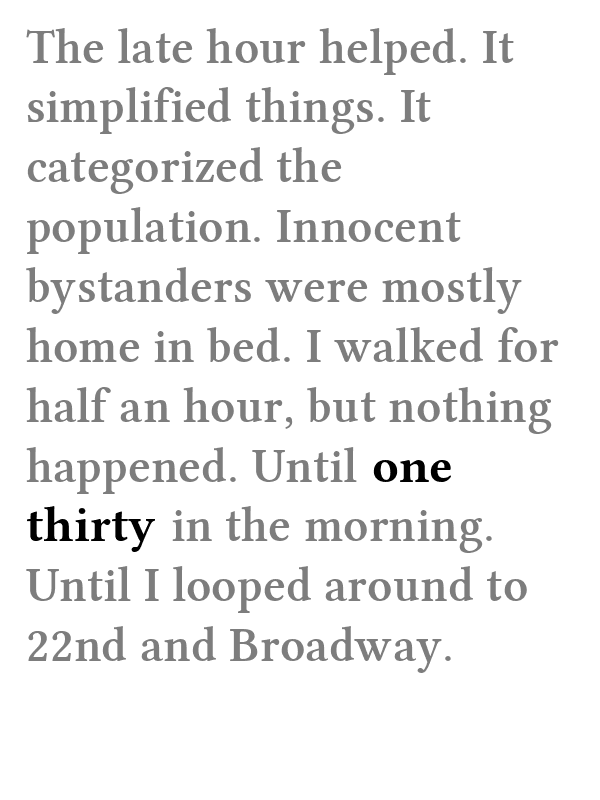 The late hour helped. It
simplified things. It
categorized the
population. Innocent
bystanders were mostly
home in bed. I walked for
half an hour, but nothing
happened. Until one
thirty in the morning.
Until I looped around to
22nd and Broadway.